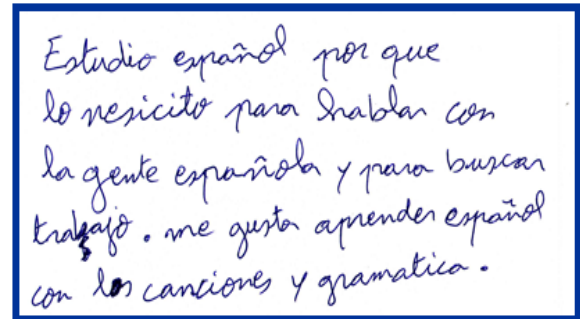 Estudio español por que
lo nesicito para hablar con
la gente española y para buscar
trabajo. me gusta aprender español
con las canciones y gramatica.